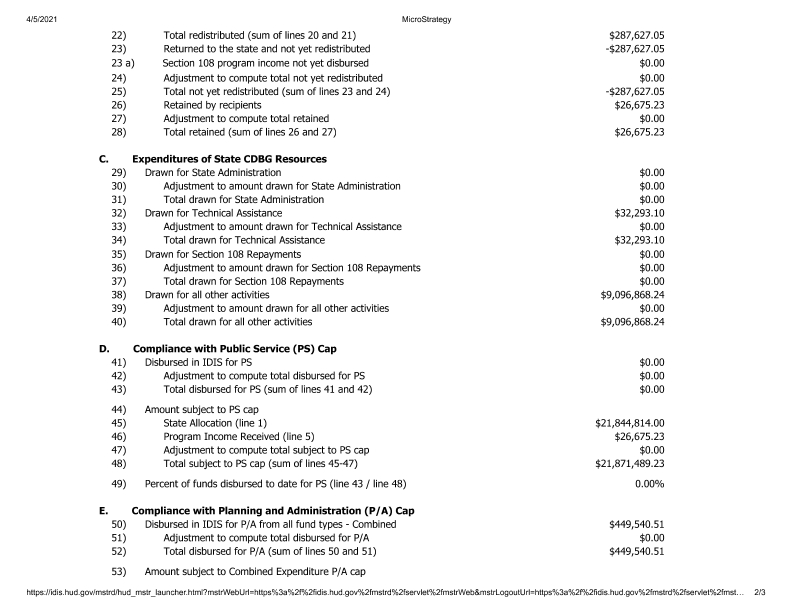 4/5/2021 MicroStrategy
22) Total redistributed (sum of lines 20 and 21) $287,627.05
23) Returned to the state and not yet redistributed -$287,627.05
23 a) Section 108 program income not yet disbursed $0.00
24) Adjustment to compute total not yet redistributed $0.00
25) Total not yet redistributed (sum of lines 23 and 24) -$287,627.05
26) Retained by recipients $26,675.23
27) Adjustment to compute total retained $0.00
28) Total retained (sum of lines 26 and 27) $26,675.23
C. Expenditures of State CDBG Resources
29) Drawn for State Administration $0.00
30) Adjustment to amount drawn for State Administration $0.00
31) Total drawn for State Administration $0.00
32) Drawn for Technical Assistance $32,293.10
33) Adjustment to amount drawn for Technical Assistance $0.00
34) Total drawn for Technical Assistance $32,293.10
35) Drawn for Section 108 Repayments $0.00
36) Adjustment to amount drawn for Section 108 Repayments $0.00
37) Total drawn for Section 108 Repayments $0.00
38) Drawn for all other activities $9,096,868.24
39) Adjustment to amount drawn for all other activities $0.00
40) Total drawn for all other activities $9,096,868.24
D. Compliance with Public Service (PS) Cap
41) Disbursed in IDIS for PS $0.00
42) Adjustment to compute total disbursed for PS $0.00
43) Total disbursed for PS (sum of lines 41 and 42) $0.00
44) Amount subject to PS cap
45) State Allocation (line 1) $21,844,814.00
46) Program Income Received (line 5) $26,675.23
47) Adjustment to compute total subject to PS cap $0.00
48) Total subject to PS cap (sum of lines 45-47) $21,871,489.23
49) Percent of funds disbursed to date for PS (line 43 / line 48) 0.00%
E. Compliance with Planning and Administration (P/A) Cap
50) Disbursed in IDIS for P/A from all fund types - Combined $449,540.51
51) Adjustment to compute total disbursed for P/A $0.00
52) Total disbursed for P/A (sum of lines 50 and 51) $449,540.51
53) Amount subject to Combined Expenditure P/A cap
https://idis.hud.gov/mstrd/hud_mstr_launcher.html?mstrWebUrl=https%3a%2f%2fidis.hud.gov%2fmstrd%2fservlet%2fmstrWeb&mstrLogoutUrl=https%3a%2f%2fidis.hud.gov%2fmstrd%2fservlet%2fmst… 2/3